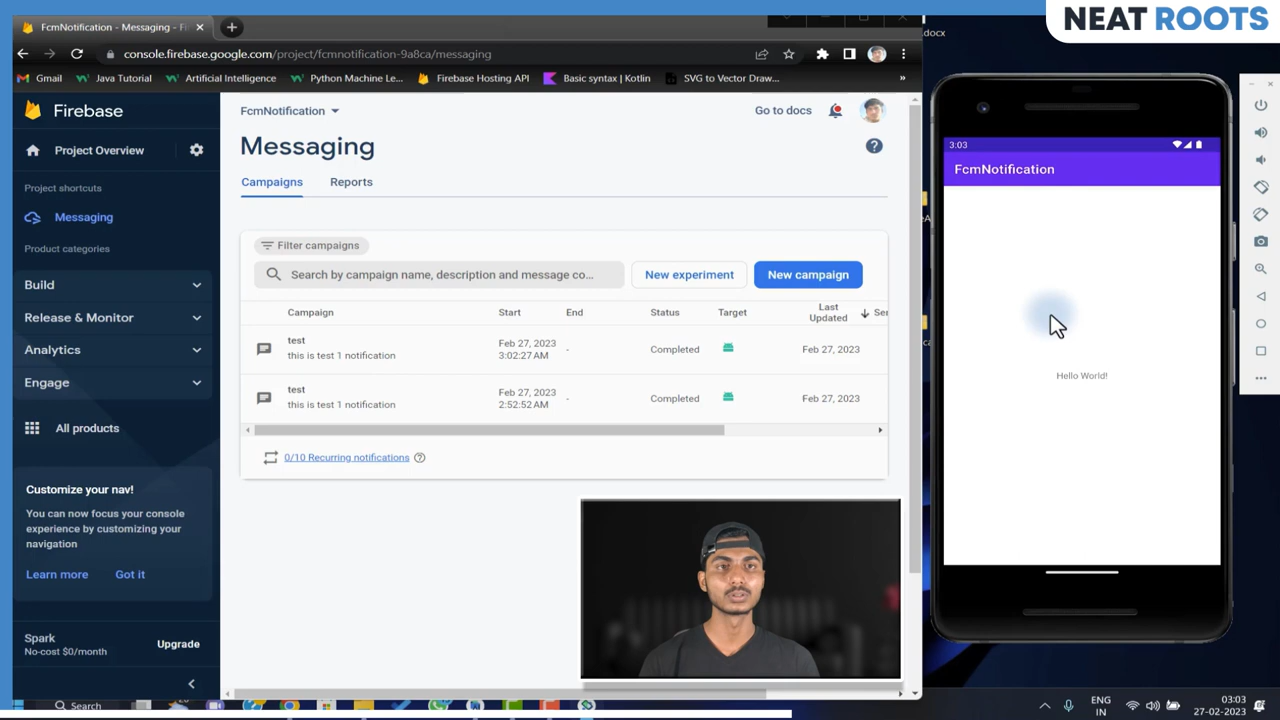 NEAT ROOTS
FcmNotification - Messaging - Fi
.docx
console.firebase.google.com/project/fcmnotification-9a8ca/messaging
Gmail
Java Tutorial
Artificial Intelligence
Python Machine Le...
Firebase Hosting API
Basic syntax | Kotlin
SVG to Vector Draw...
»
Firebase
FcmNotification
Go to docs
Project Overview
Messaging
Campaigns
Reports
Project shortcuts
Messaging
Product categories
Build
Release & Monitor
Analytics
Engage
All products
Filter campaigns
Search by campaign name, description and message co...
New experiment
New campaign
Campaign
Start
End
Status
Target
Last
Updated
Ser
test
this is test 1 notification
Feb 27, 2023
3:02:27 AM
-
Completed
Feb 27, 2023
test
this is test 1 notification
Feb 27, 2023
2:52:52 AM
-
Completed
Feb 27, 2023
0/10 Recurring notifications
Customize your nav!
You can now focus your console
experience by customizing your
navigation
Learn more
Got it
Spark
No-cost $0/month
Upgrade
3:03
FcmNotification
Hello World!
Search
ENG
IN
03:03
27-02-2023